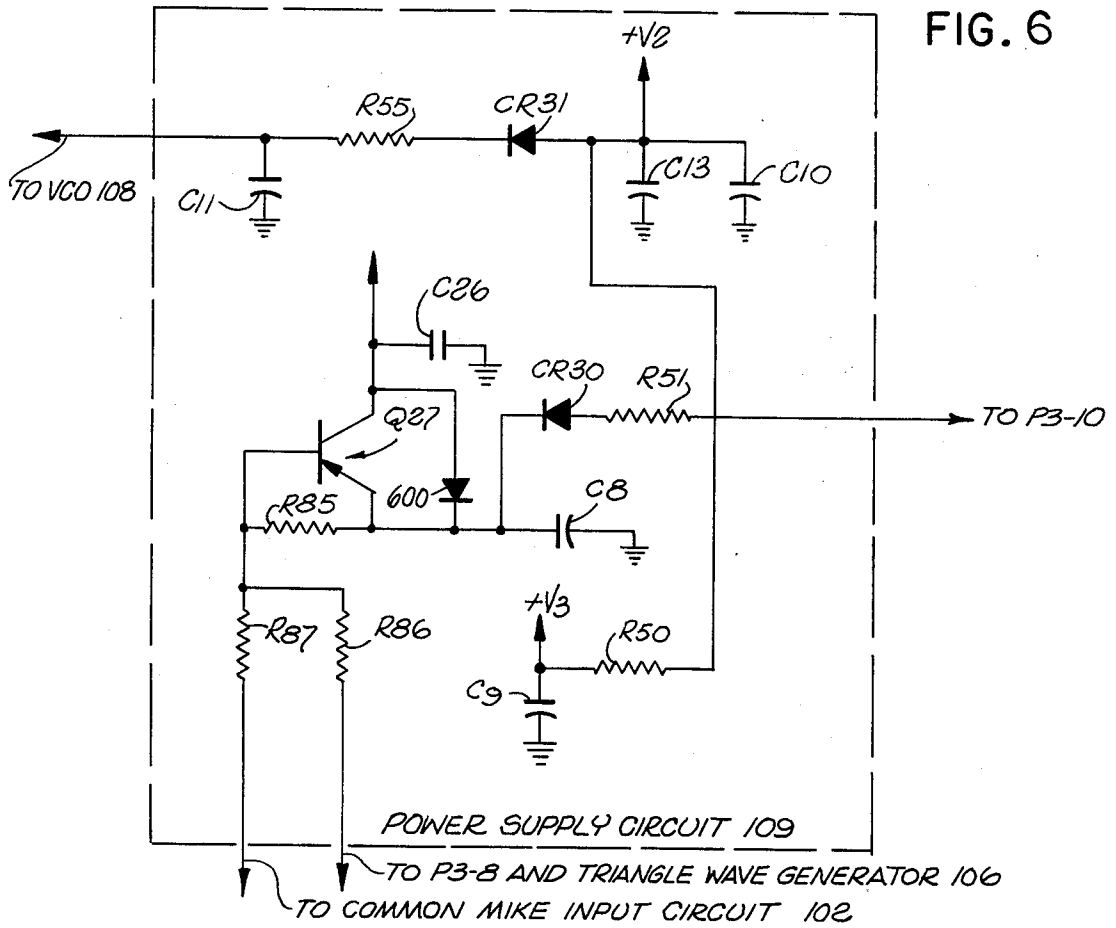 FIG. 6
+V2
R55
CR31
TO VCO 108
C11
C13
C10
C26
CR30
R51
Q27
TO P3-10
600
C8
R85
+V3
R50
R87
R86
C9
POWER SUPPLY CIRCUIT 109
TO P3-8 AND TRIANGLE WAVE GENERATOR 106
TO COMMON MIKE INPUT CIRCUIT 102